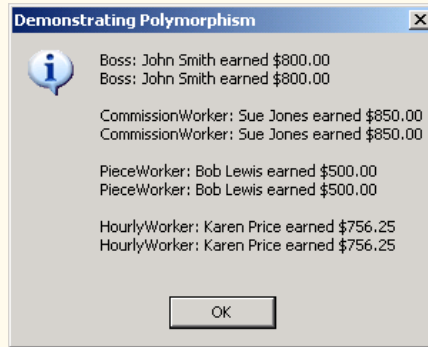 Demonstrating Polymorphism
Boss: John Smith earned $800.00
Boss: John Smith earned $800.00
CommissionWorker: Sue Jones earned $850.00
CommissionWorker: Sue Jones earned $850.00
PieceWorker: Bob Lewis earned $500.00
PieceWorker: Bob Lewis earned $500.00
HourlyWorker: Karen Price earned $756.25
HourlyWorker: Karen Price earned $756.25
OK